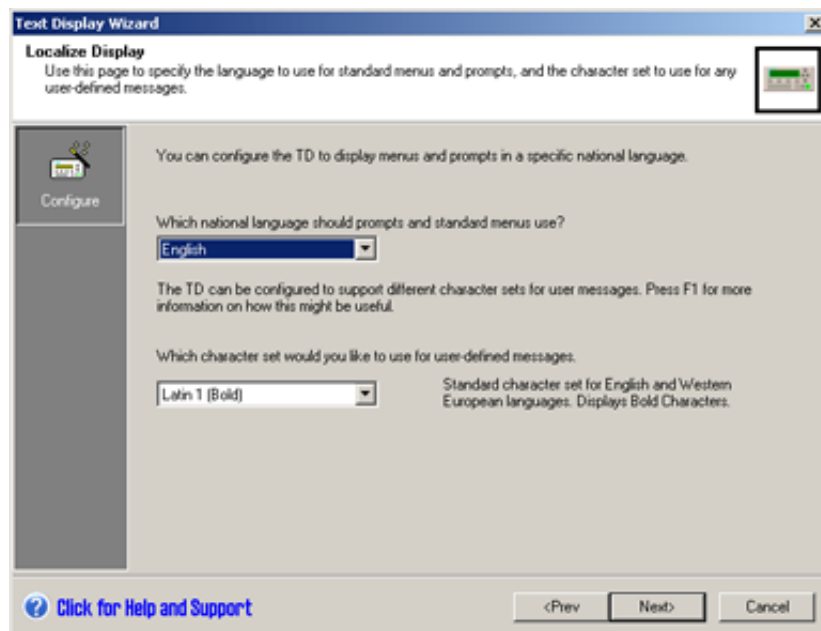 Text Display Wizard
Localize Display
Use this page to specify the language to use for standard menus and prompts, and the character set to use for any
user-defined messages.
Configure
You can configure the TD to display menus and prompts in a specific national language.
Which national language should prompts and standard menus use?
English
The TD can be configured to support different character sets for user messages. Press F1 for more
information on how this might be useful.
Which character set would you like to use for user-defined messages.
Latin 1 (Bold)
Standard character set for English and Western
European languages. Displays Bold Characters.
Click for Help and Support
<Prev
Next>
Cancel